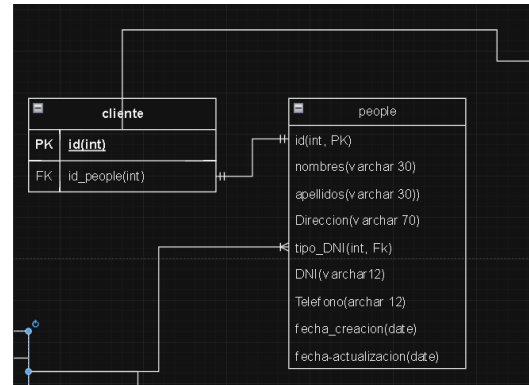 cliente
PK id(int)
FK id_people(int)
people
id(int, PK)
nombres(varchar 30)
apellidos(varchar 30))
Direccion(varchar 70)
tipo_DNI(int, Fk)
DNI(varchar12)
Telefono(archar 12)
fecha_creacion(date)
fecha-actualizacion(date)